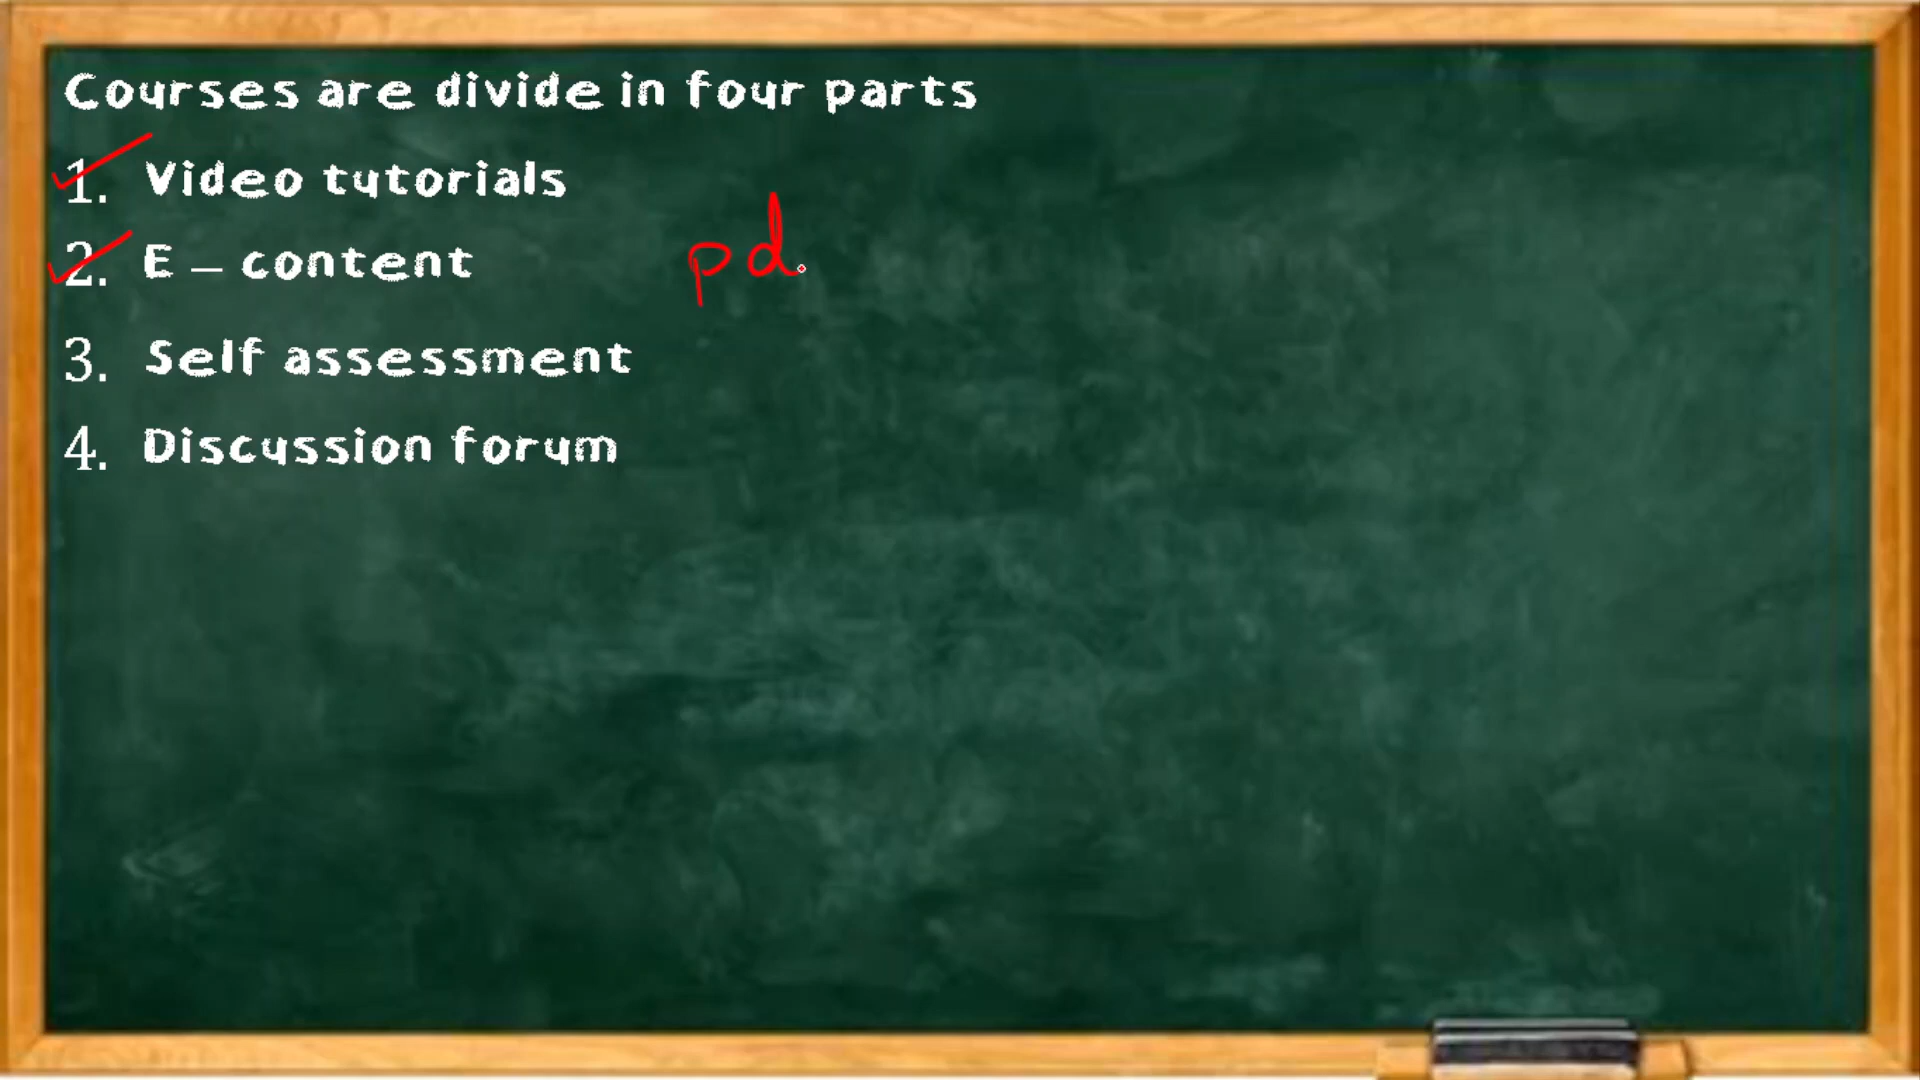 Courses are divide in four parts
1. Video tutorials
2. E – content
pd
3. Self assessment
4. Discussion forum